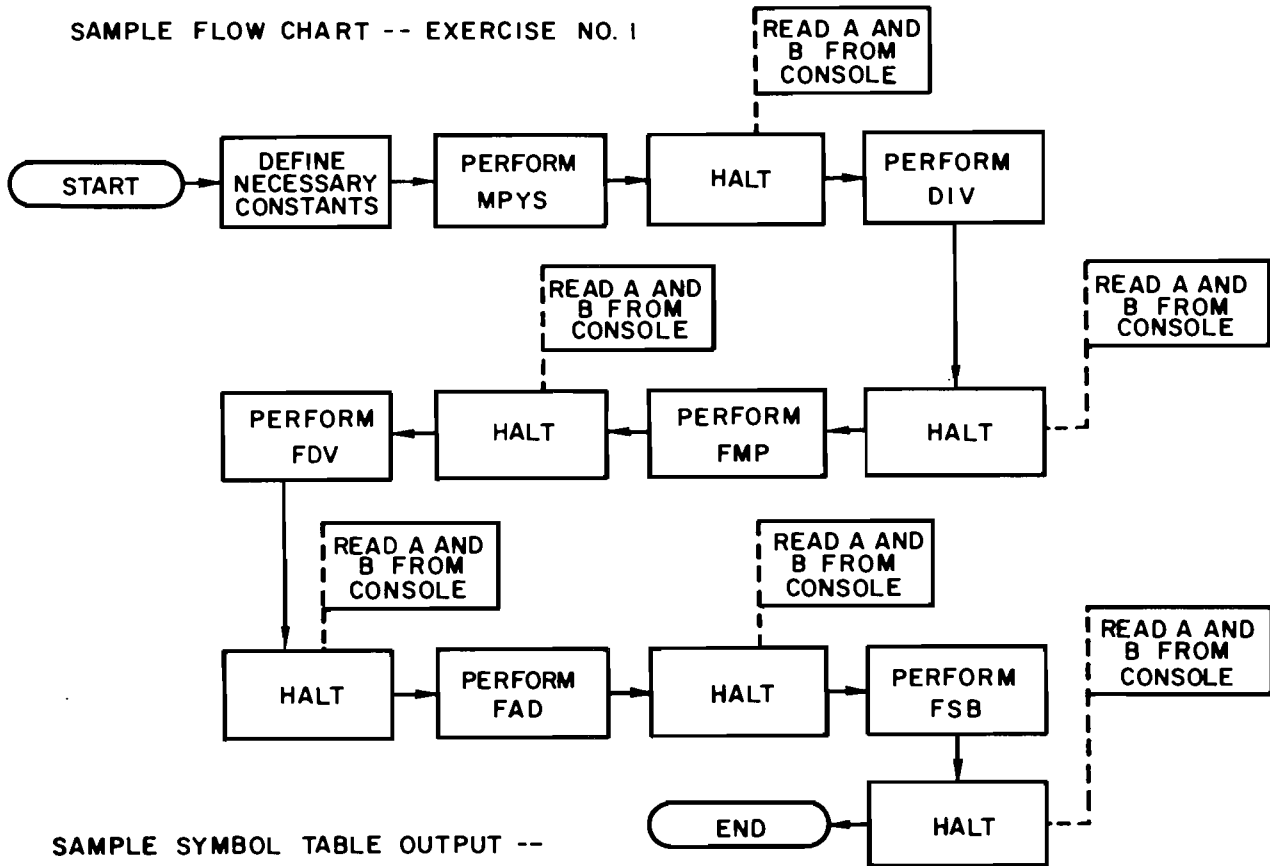 SAMPLE FLOW CHART -- EXERCISE NO. 1
READ A AND
B FROM
CONSOLE
START
DEFINE
NECESSARY
CONSTANTS
PERFORM
MPYS
HALT
PERFORM
DIV
READ A AND
B FROM
CONSOLE
READ A AND
B FROM
CONSOLE
HALT
PERFORM
FMP
HALT
PERFORM
FDV
READ A AND
B FROM
CONSOLE
READ A AND
B FROM
CONSOLE
HALT
PERFORM
FAD
HALT
PERFORM
FSB
READ A AND
B FROM
CONSOLE
HALT
END
SAMPLE SYMBOL TABLE OUTPUT --